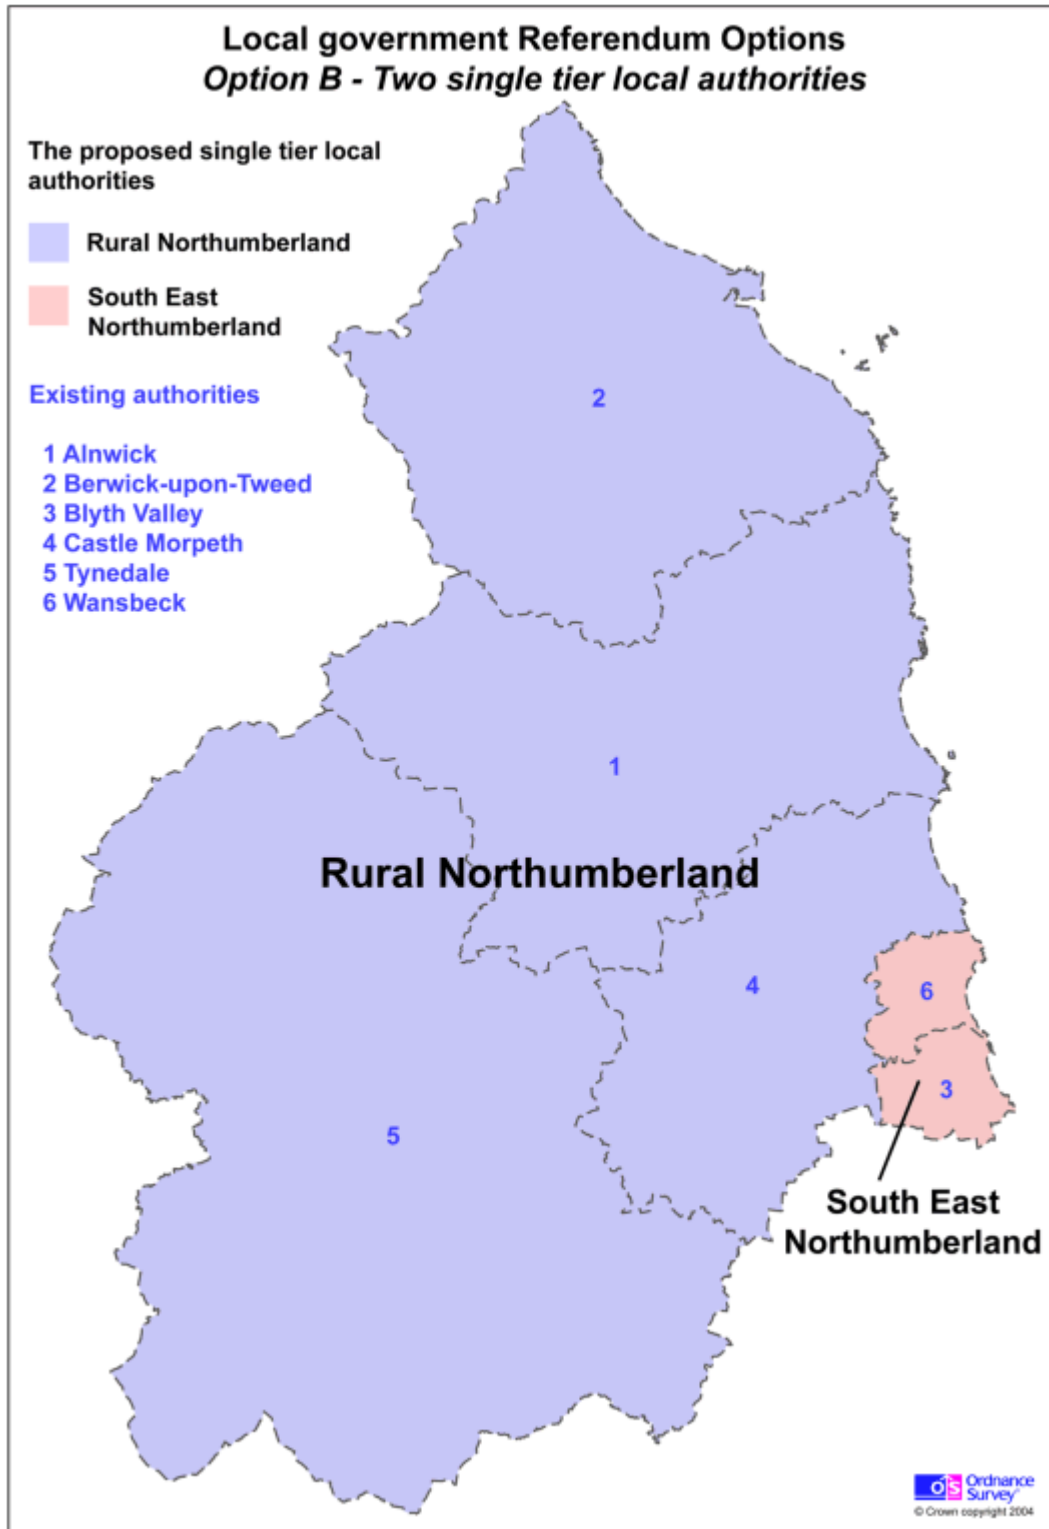 Local government Referendum Options
Option B - Two single tier local authorities
The proposed single tier local
authorities
Rural Northumberland
South East
Northumberland
Existing authorities
1 Alnwick
2 Berwick-upon-Tweed
3 Blyth Valley
4 Castle Morpeth
5 Tynedale
6 Wansbeck
2
1
Rural Northumberland
4
6
3
5
South East
Northumberland
OS Ordnance
Survey®
© Crown copyright 2004